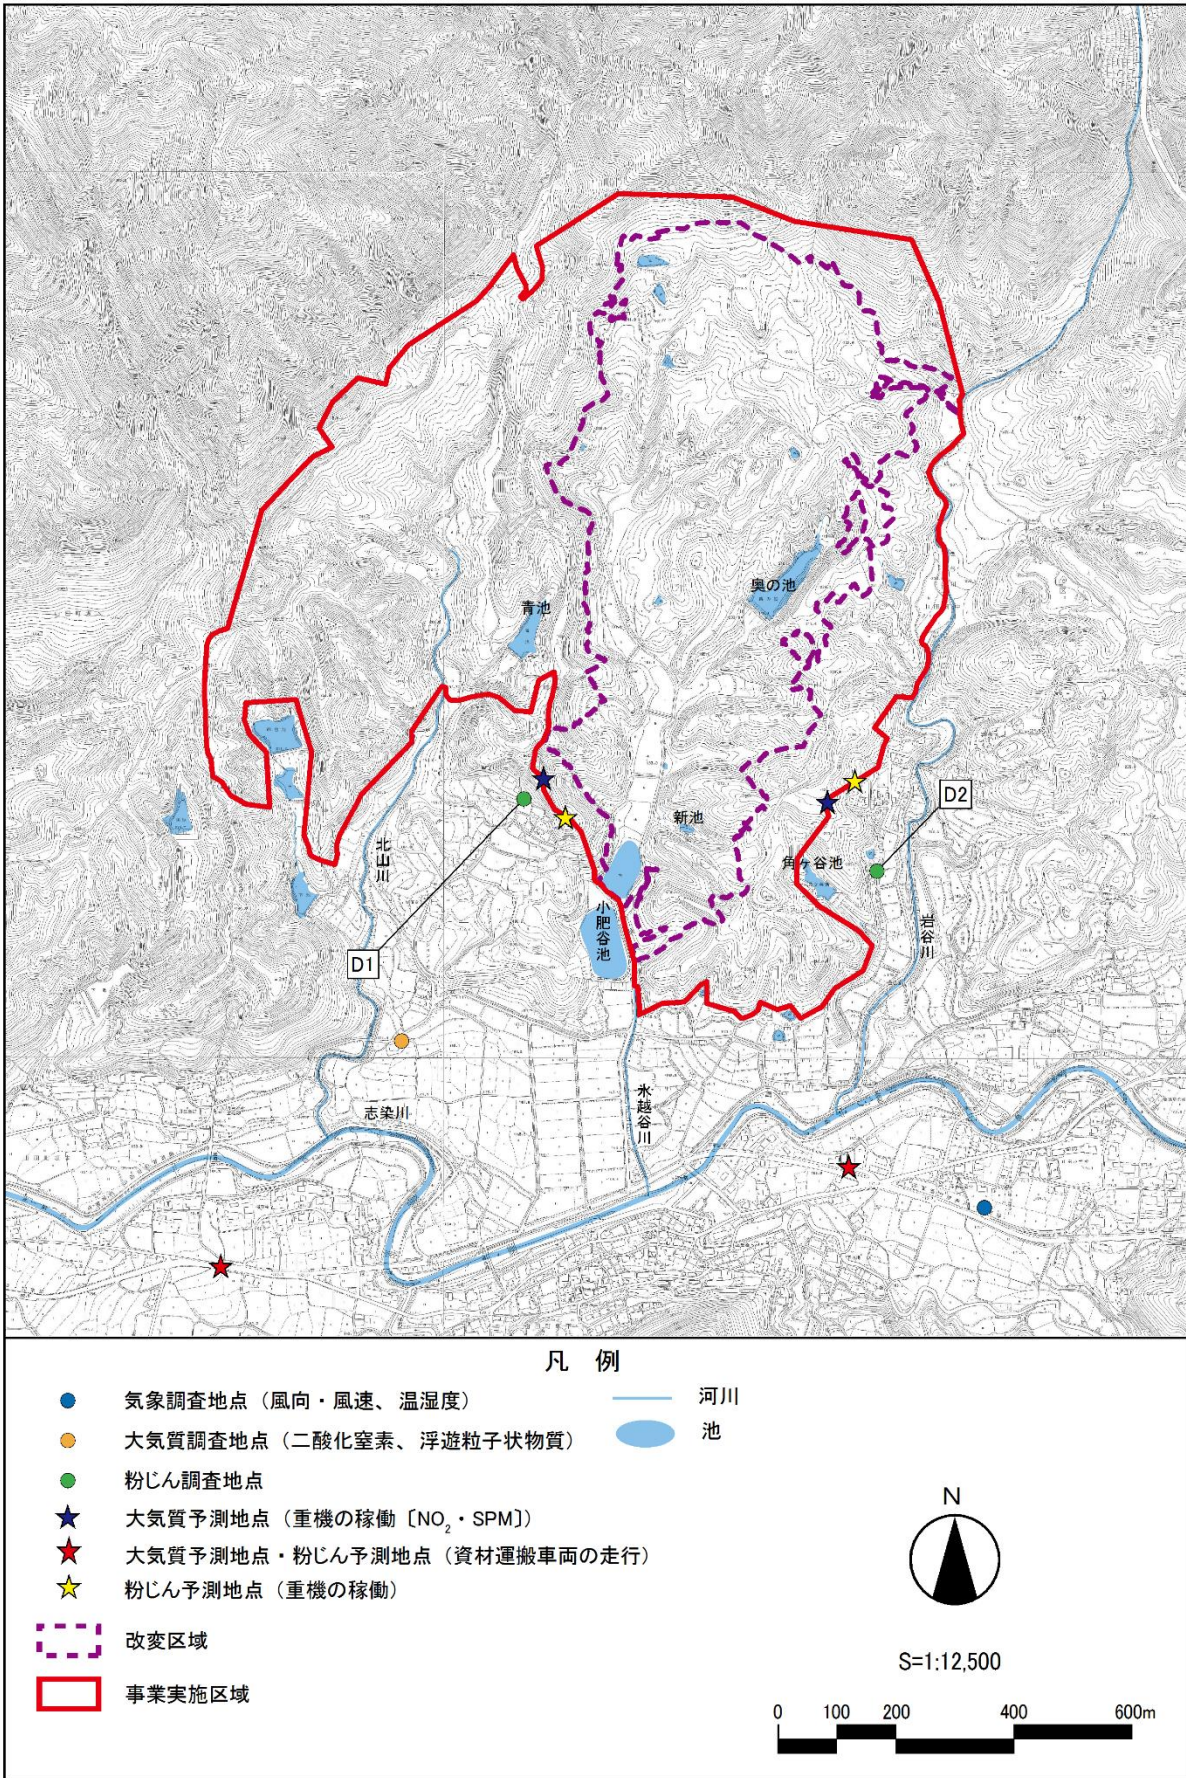 奥の池
青池
新池
角ヶ谷池
D2
北山川
小肥谷池
岩谷川
D1
志染川
水越谷川
凡 例
気象調査地点（風向・風速、温湿度）
大気質調査地点（二酸化窒素、浮遊粒子状物質）
粉じん調査地点
大気質予測地点（重機の稼働〔NO₂・SPM〕）
大気質予測地点・粉じん予測地点（資材運搬車両の走行）
粉じん予測地点（重機の稼働）
改変区域
事業実施区域
河川
池
N
S=1:12,500
0 100 200 400 600m